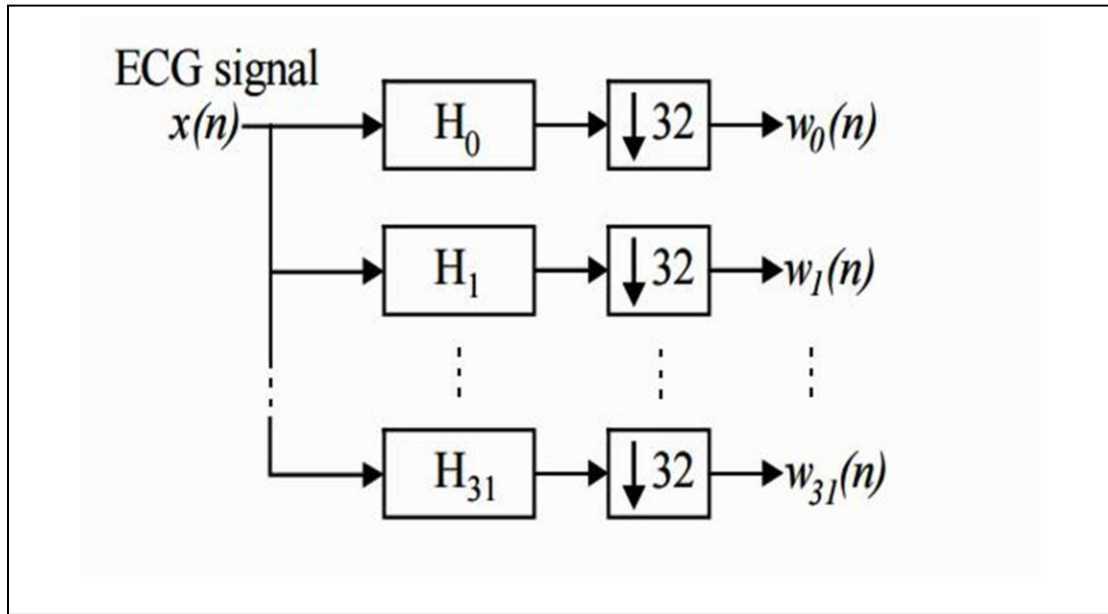 ECG signal
x(n) H₀ ↓ 32 w₀(n)
H₁ ↓ 32 w₁(n)
H₃₁ ↓ 32 w₃₁(n)